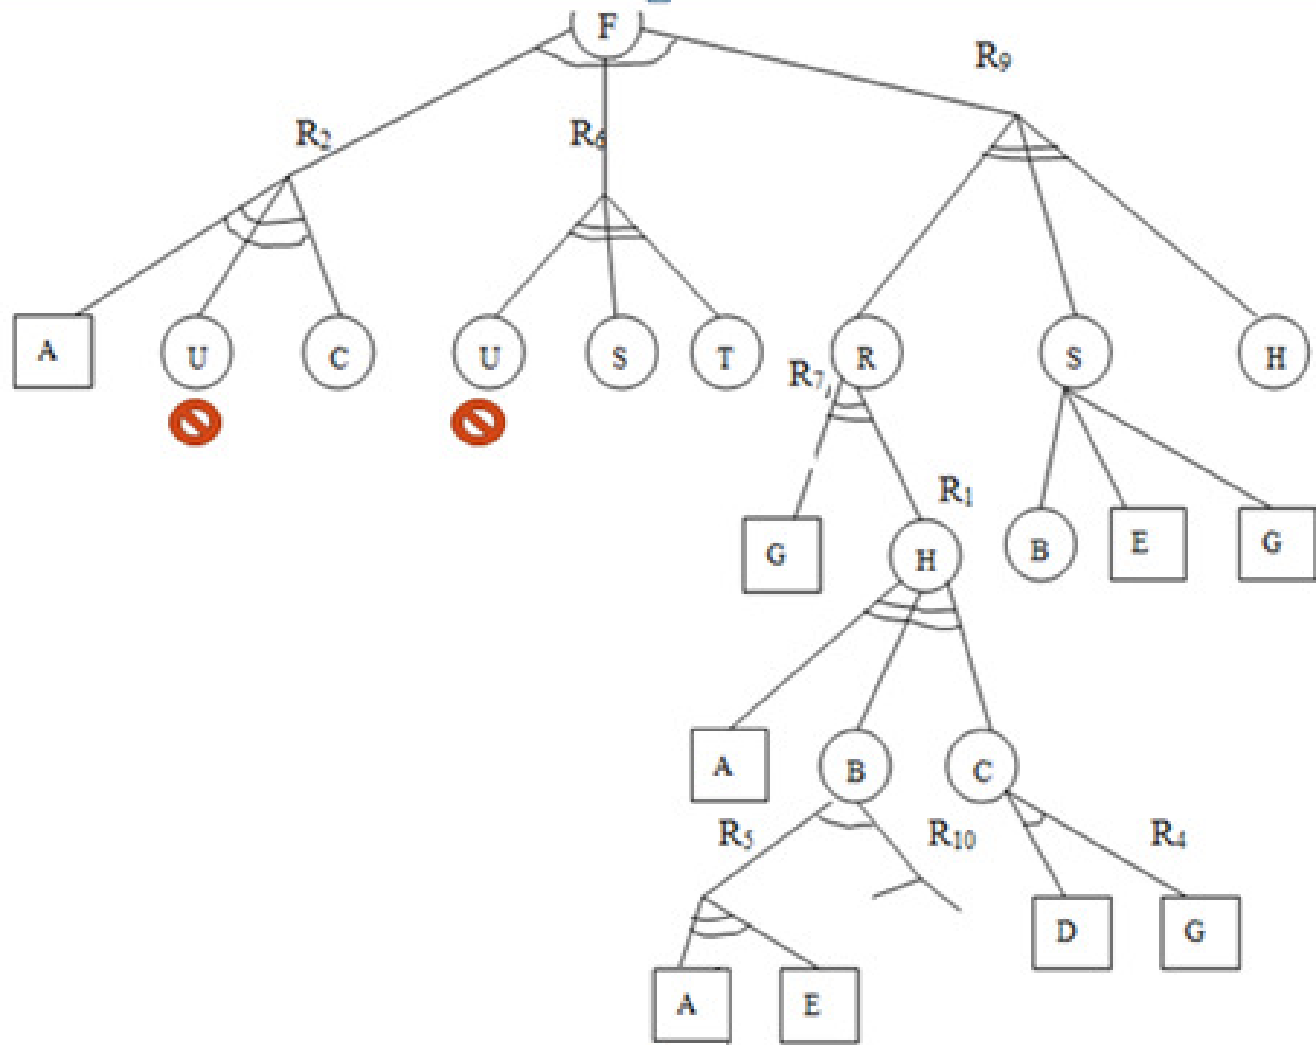 F
R₉
R₂ R₆
A U C U S T R S H
R₇
R₁
G H B E G
A B C
R₅ R₁₀ R₄
D G
A E